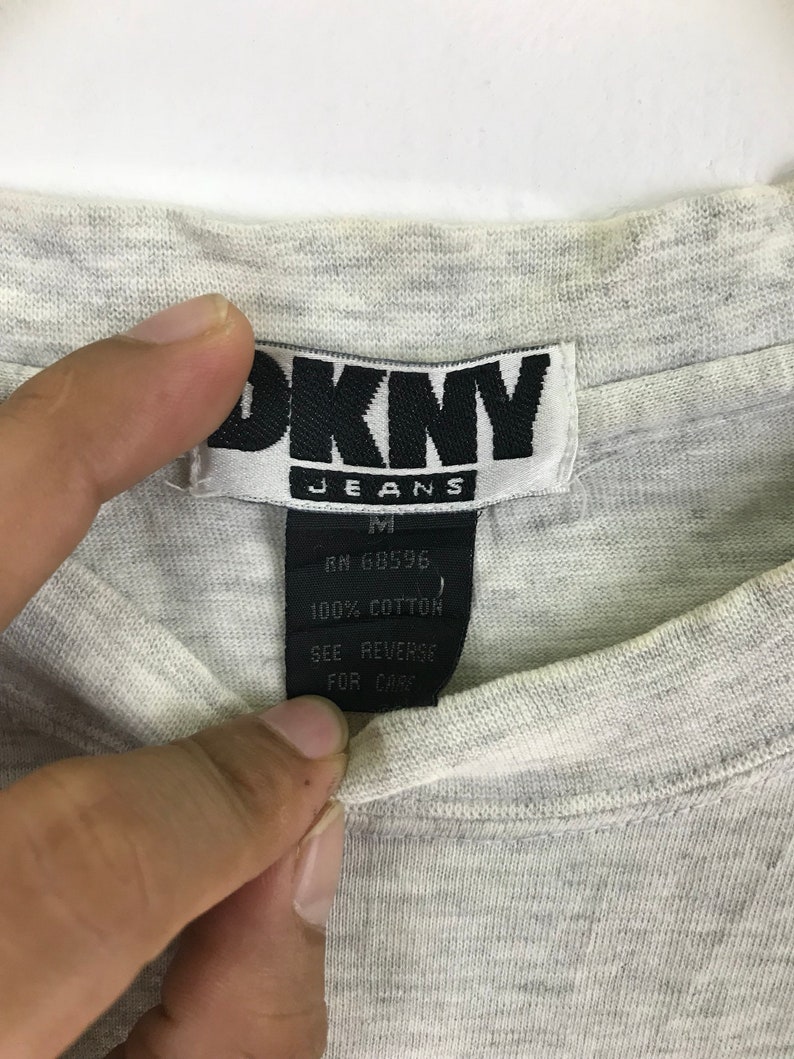 DKNY
JEANS
M
RN 68596
100% COTTON
SEE REVERSE
FOR CARE